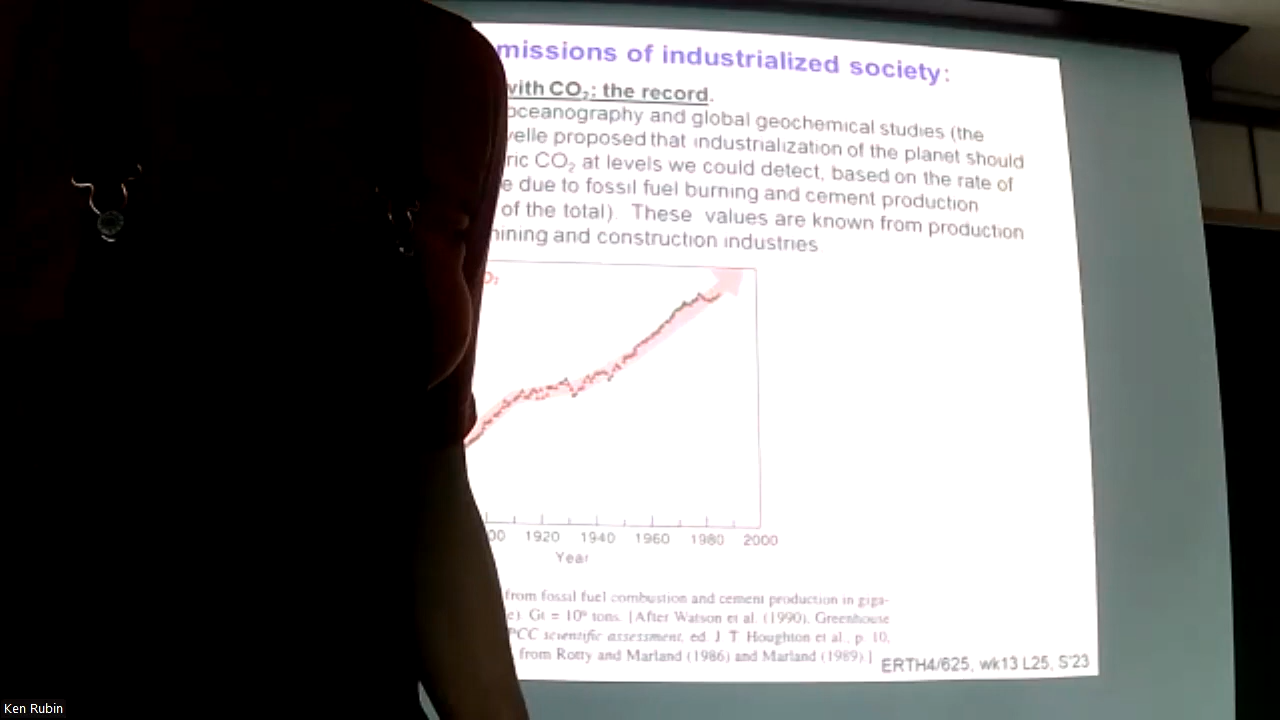 missions of industrialized society:
with CO₂: the record.
oceanography and global geochemical studies (the
velle proposed that industrialization of the planet should
ric CO₂ at levels we could detect, based on the rate of
e due to fossil fuel burning and cement production
of the total). These values are known from production
mining and construction industries
O₂
00 1920 1940 1960 1980 2000
Year
from fossil fuel combustion and cement production in giga-
e). Gt = 10⁹ tons. [After Watson et al. (1990), Greenhouse
PCC scientific assessment, ed. J. T. Houghton et al., p. 10,
from Rotty and Marland (1986) and Marland (1989).]
ERTH4/625, wk13 L25, S'23
Ken Rubin